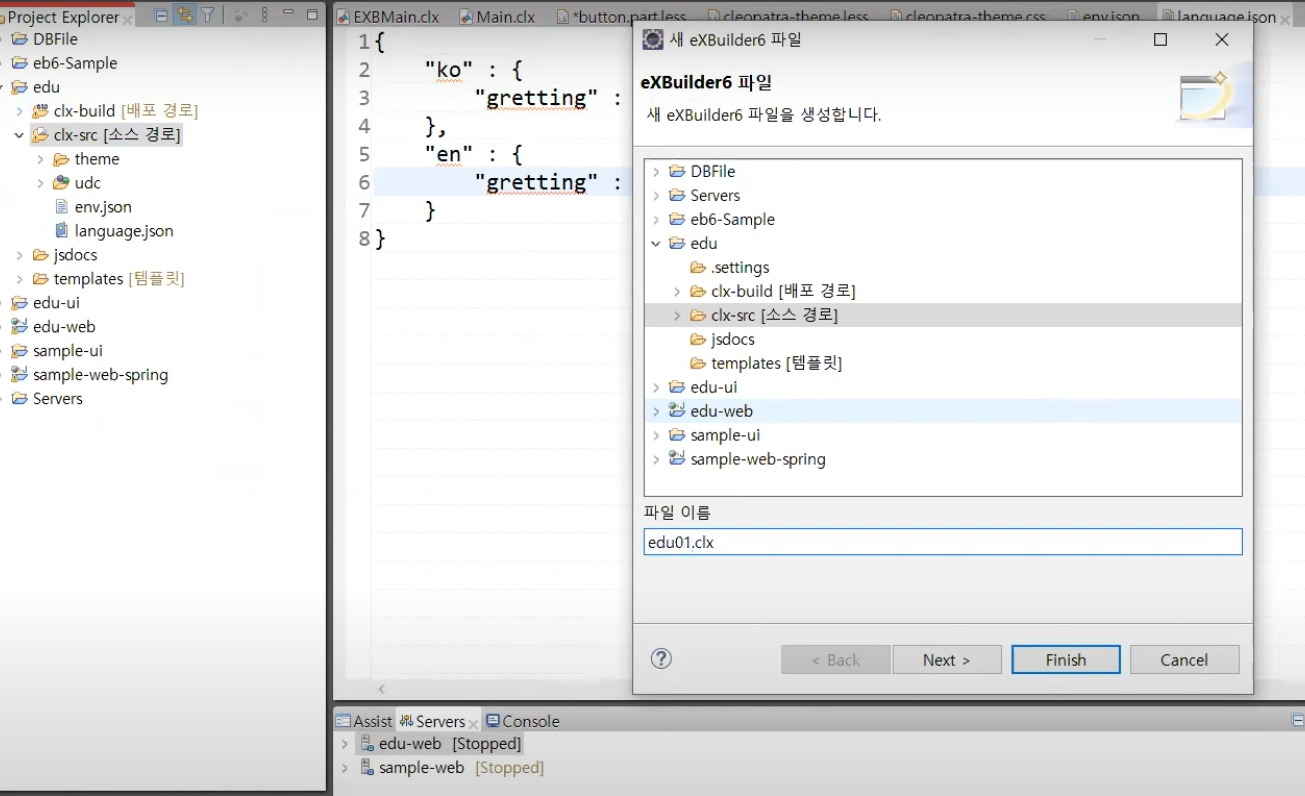 Project Explorer
DBFile
eb6-Sample
edu
clx-build [배포 경로]
clx-src [소스 경로]
theme
udc
env.json
language.json
jsdocs
templates [템플릿]
edu-ui
edu-web
sample-ui
sample-web-spring
Servers
EXBMain.clx Main.clx *button.part.less cleopatra-theme.less cleopatra-theme.css env.json language.json
1 {
2 "ko" : {
3 "gretting" :
4 },
5 "en" : {
6 "gretting" :
7 }
8 }
새 eXBuilder6 파일
eXBuilder6 파일
새 eXBuilder6 파일을 생성합니다.
DBFile
Servers
eb6-Sample
edu
.settings
clx-build [배포 경로]
clx-src [소스 경로]
jsdocs
templates [템플릿]
edu-ui
edu-web
sample-ui
sample-web-spring
파일 이름
edu01.clx
< Back Next > Finish Cancel
Assist Servers Console
edu-web [Stopped]
sample-web [Stopped]